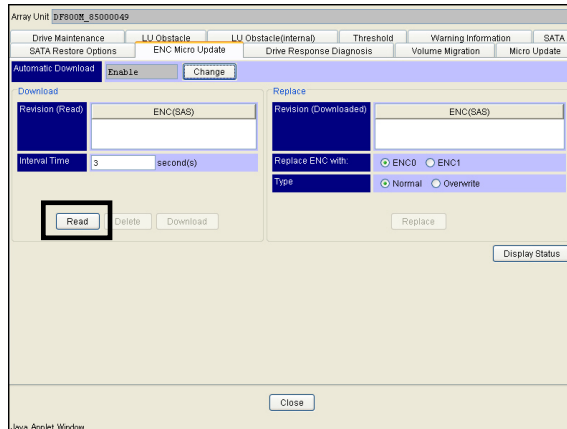 Array Unit DF800M_85000049
Drive Maintenance LU Obstacle LU Obstacle(internal) Threshold Warning Information SATA
SATA Restore Options ENC Micro Update Drive Response Diagnosis Volume Migration Micro Update
Automatic Download Enable Change
Download Replace
Revision (Read) ENC(SAS) Revision (Downloaded) ENC(SAS)
Interval Time 3 second(s) Replace ENC with: ENC0 ENC1
Type Normal Overwrite
Read Delete Download Replace
Display Status
Close
Java Applet Window